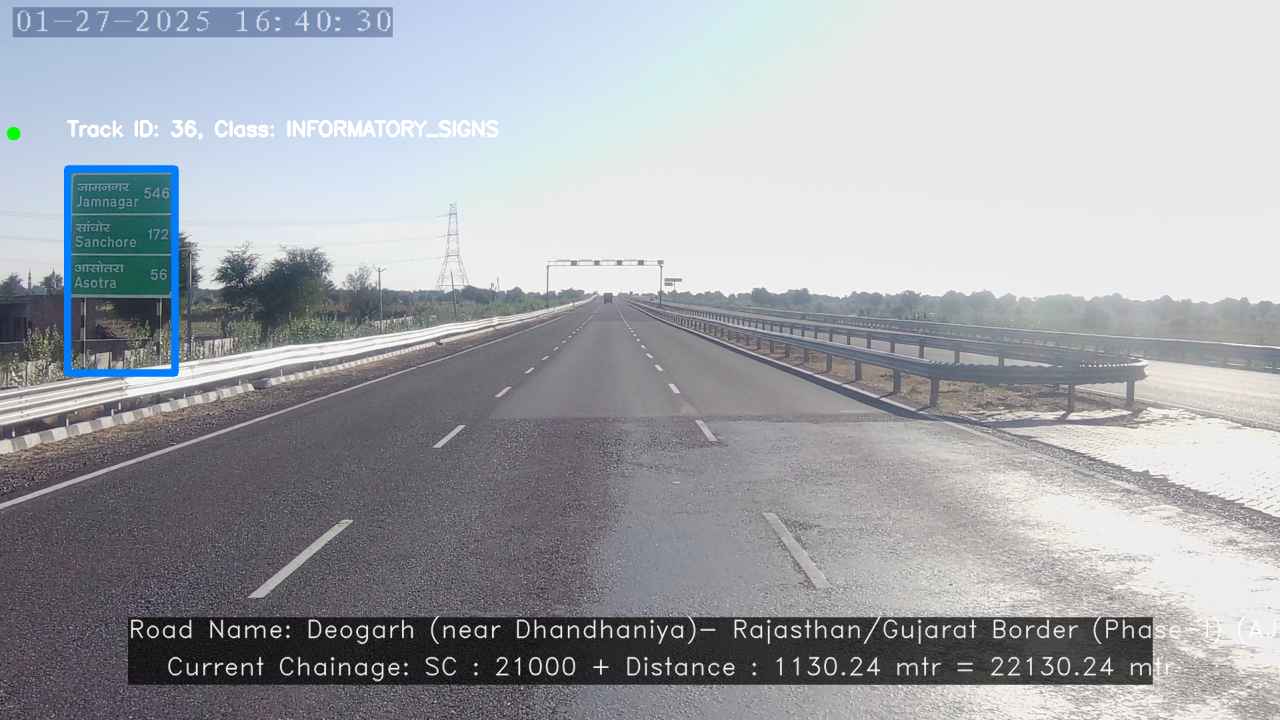 01-27-2025 16:40:30
Track ID: 36, Class: INFORMATORY_SIGNS
जामनगर 546
Jamnagar
सांचोर 172
Sanchore
आसोतरा 56
Asotra
Road Name: Deogarh (near Dhandhaniya)- Rajasthan/Gujarat Border (Phase-1) (A
Current Chainage: SC : 21000 + Distance : 1130.24 mtr = 22130.24 mtr.